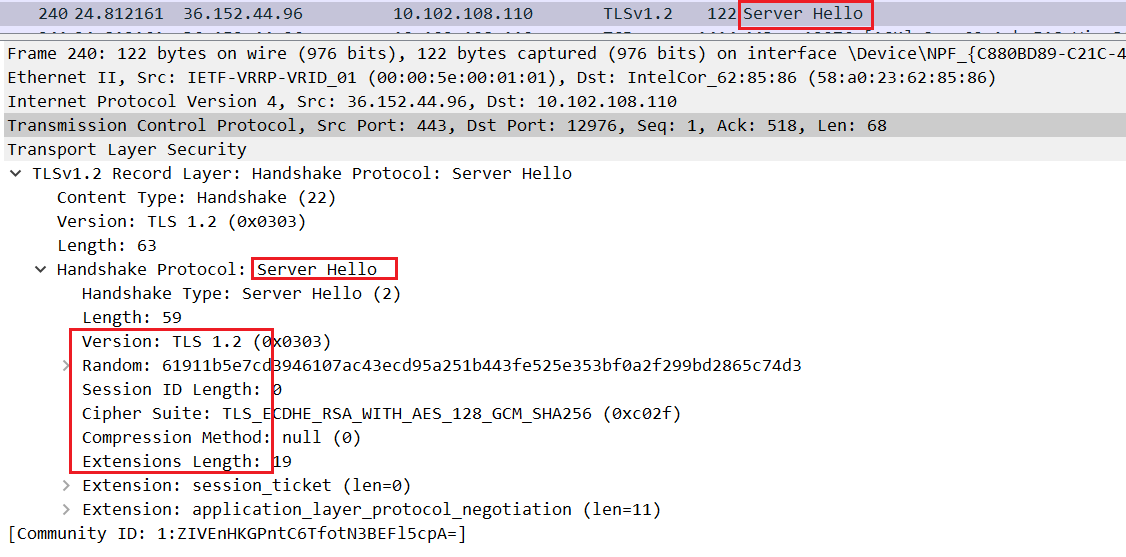 240 24.812161 36.152.44.96 10.102.108.110 TLSv1.2 122 Server Hello
Frame 240: 122 bytes on wire (976 bits), 122 bytes captured (976 bits) on interface \Device\NPF_{C880BD89-C21C-4
Ethernet II, Src: IETF-VRRP-VRID_01 (00:00:5e:00:01:01), Dst: IntelCor_62:85:86 (58:a0:23:62:85:86)
Internet Protocol Version 4, Src: 36.152.44.96, Dst: 10.102.108.110
Transmission Control Protocol, Src Port: 443, Dst Port: 12976, Seq: 1, Ack: 518, Len: 68
Transport Layer Security
TLSv1.2 Record Layer: Handshake Protocol: Server Hello
Content Type: Handshake (22)
Version: TLS 1.2 (0x0303)
Length: 63
Handshake Protocol: Server Hello
Handshake Type: Server Hello (2)
Length: 59
Version: TLS 1.2 (0x0303)
Random: 61911b5e7cd3946107ac43ecd95a251b443fe525e353bf0a2f299bd2865c74d3
Session ID Length: 0
Cipher Suite: TLS_ECDHE_RSA_WITH_AES_128_GCM_SHA256 (0xc02f)
Compression Method: null (0)
Extensions Length: 19
Extension: session_ticket (len=0)
Extension: application_layer_protocol_negotiation (len=11)
[Community ID: 1:ZIVEnHKGPntC6TfotN3BEFl5cpA=]